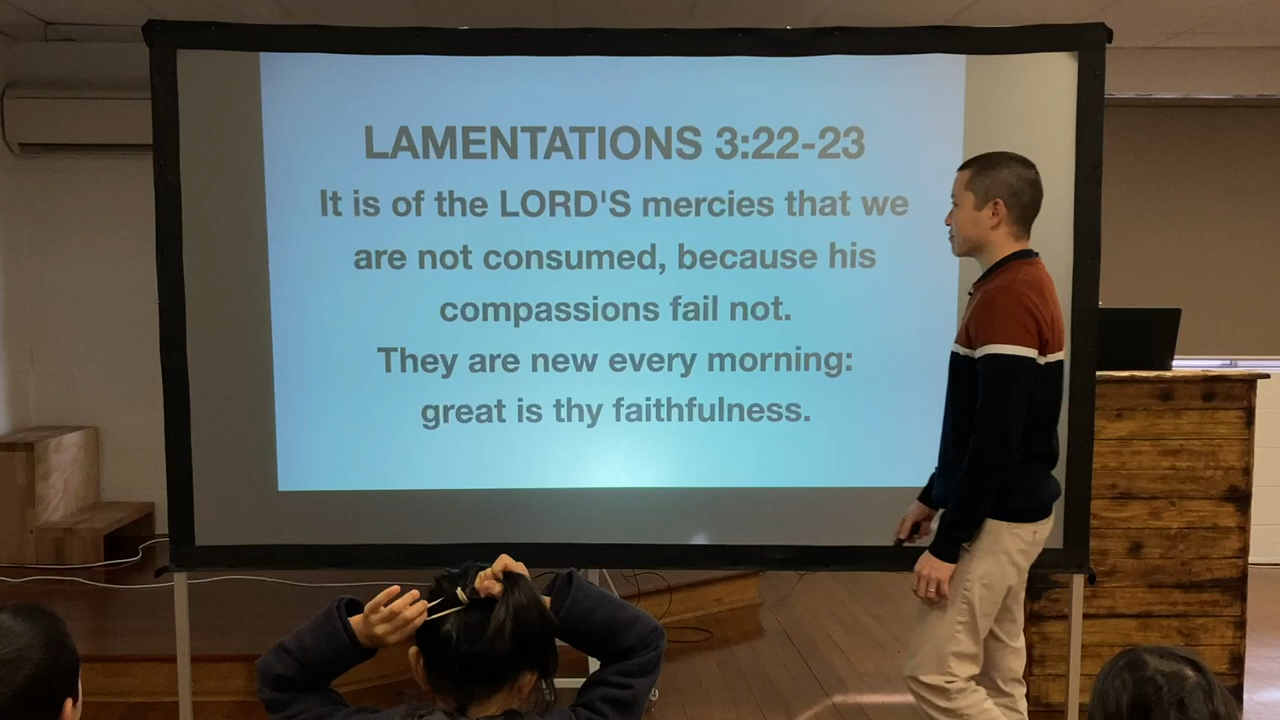 LAMENTATIONS 3:22-23
It is of the LORD'S mercies that we
are not consumed, because his
compassions fail not.
They are new every morning:
great is thy faithfulness.